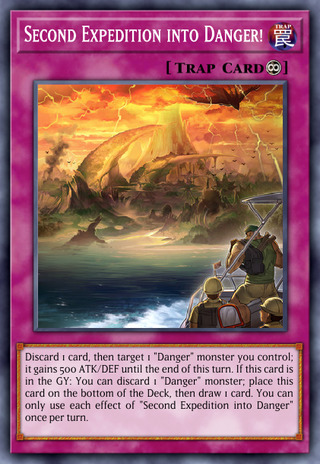 Second Expedition into Danger!
TRAP
罠
[Trap Card]
Discard 1 card, then target 1 "Danger" monster you control;
it gains 500 ATK/DEF until the end of this turn. If this card
is in the GY: You can discard 1 "Danger" monster; place
this card on the bottom of the Deck, then draw 1 card. You
can only use each effect of "Second Expedition into Danger"
once per turn.